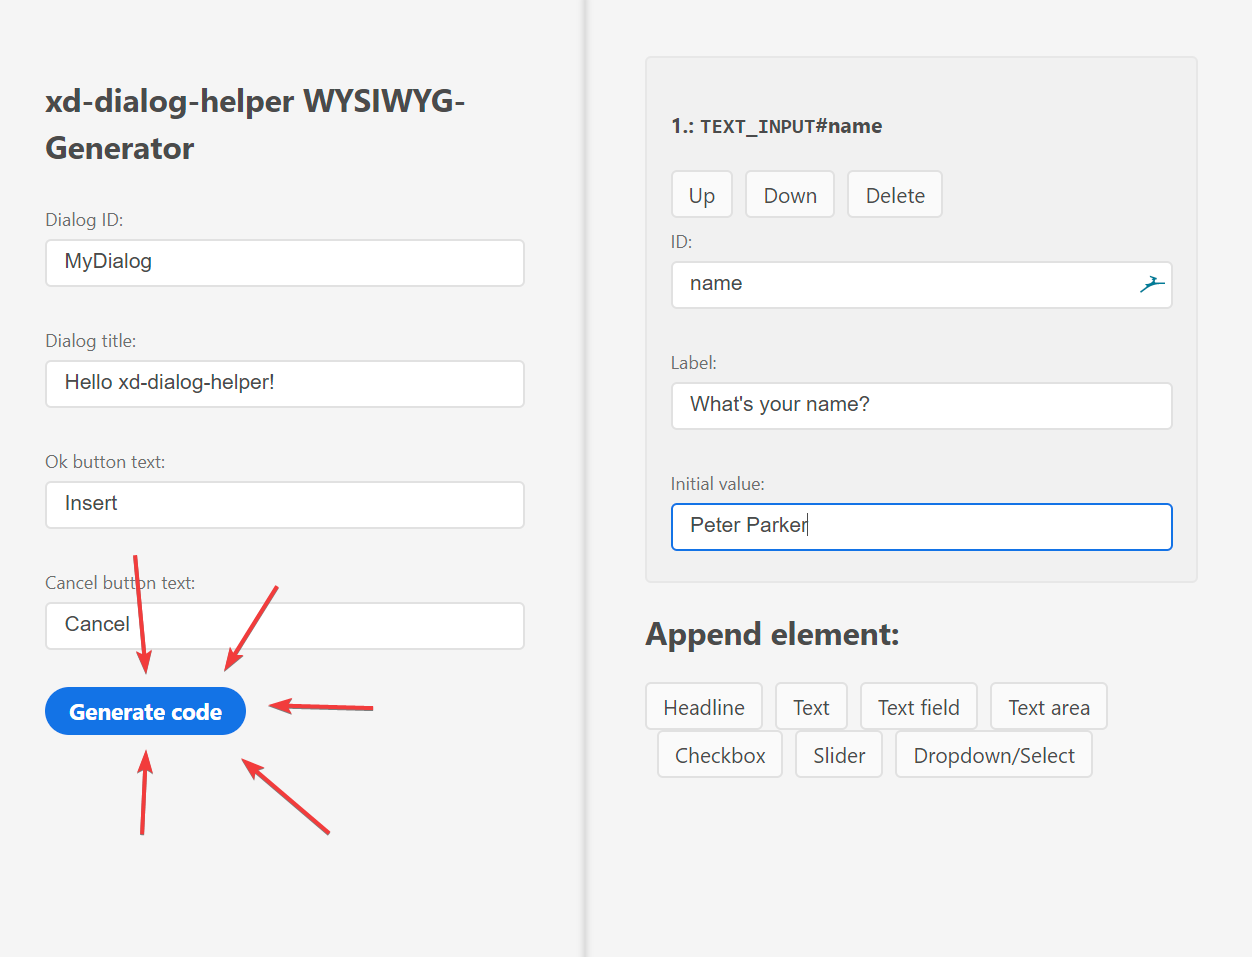 xd-dialog-helper WYSIWYG-
Generator
Dialog ID:
MyDialog
Dialog title:
Hello xd-dialog-helper!
Ok button text:
Insert
Cancel button text:
Cancel
Generate code
1.: TEXT_INPUT#name
Up Down Delete
ID:
name
Label:
What's your name?
Initial value:
Peter Parker
Append element:
Headline Text Text field Text area
Checkbox Slider Dropdown/Select